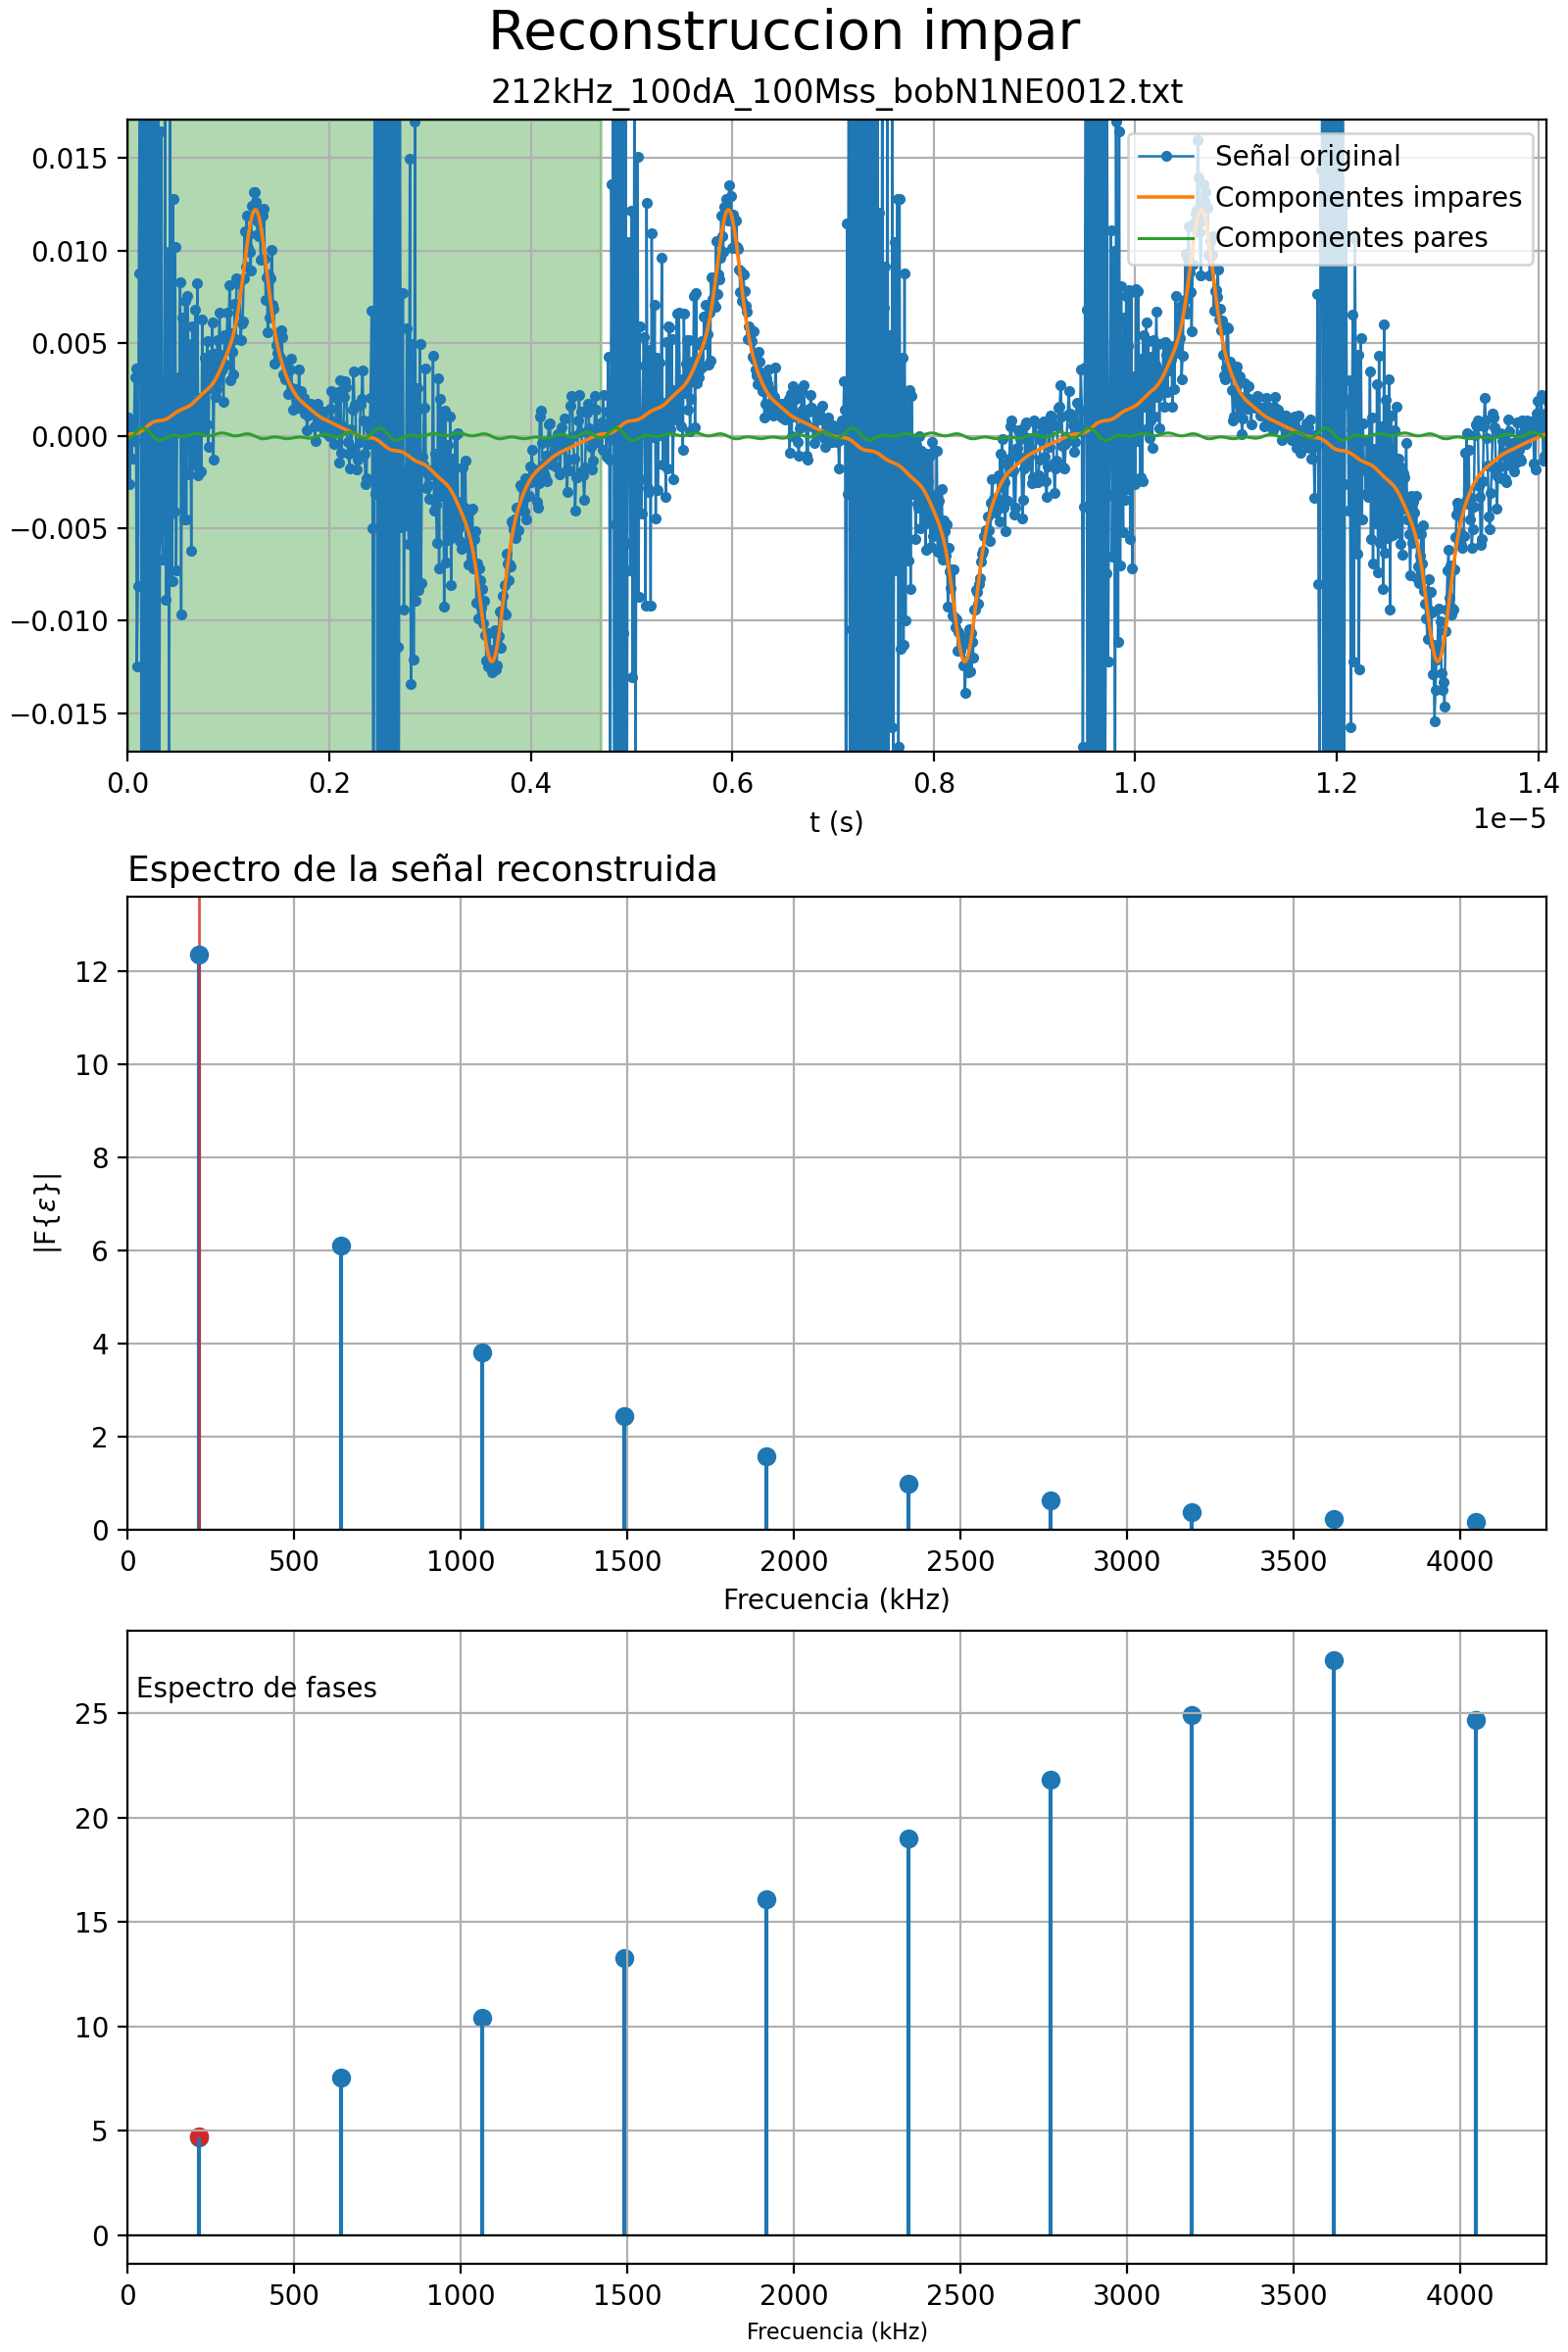 Reconstruccion impar
212kHz_100dA_100Mss_bobN1NE0012.txt
0.015
0.010
0.005
0.000
−0.005
−0.010
−0.015
Señal original
Componentes impares
Componentes pares
0.0 0.2 0.4 0.6 0.8 1.0 1.2 1.4
1e−5
t (s)
Espectro de la señal reconstruida
12
10
8
6
4
2
0
|F{ε}|
0 500 1000 1500 2000 2500 3000 3500 4000
Frecuencia (kHz)
Espectro de fases
25
20
15
10
5
0
0 500 1000 1500 2000 2500 3000 3500 4000
Frecuencia (kHz)